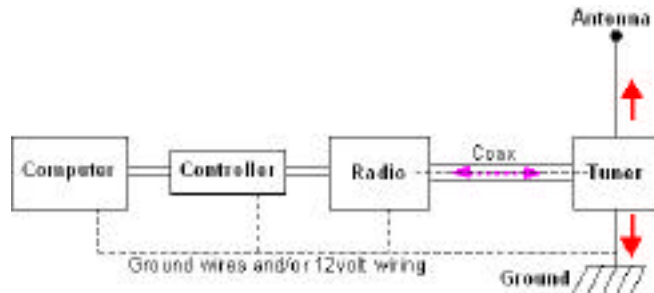 Antenna
Coax
Computer
Controller
Radio
Tuner
Ground wires and/or 12volt wiring
Ground